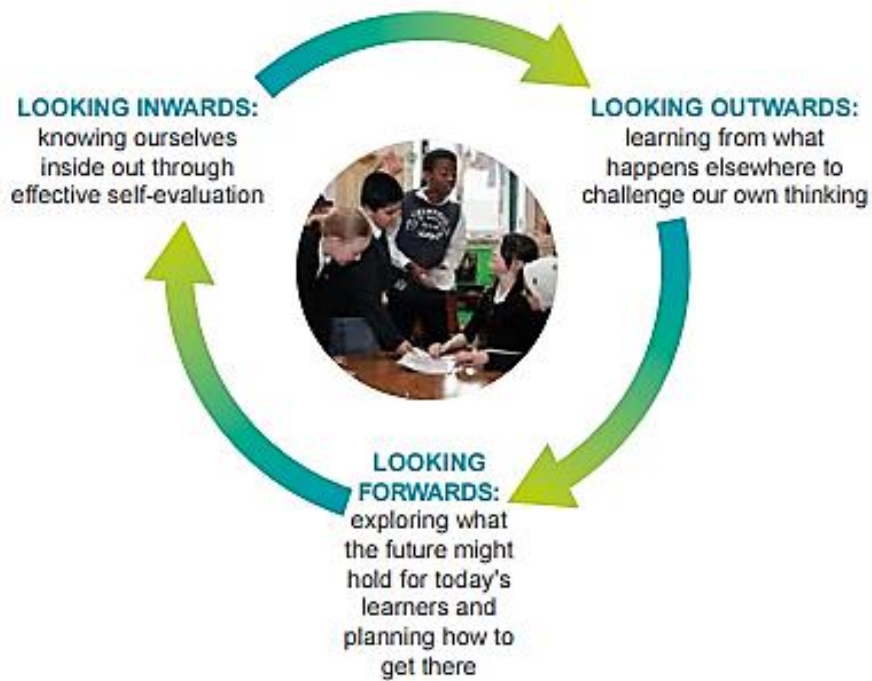 LOOKING INWARDS:
knowing ourselves
inside out through
effective self-evaluation
LOOKING OUTWARDS:
learning from what
happens elsewhere to
challenge our own thinking
LOOKING
FORWARDS:
exploring what
the future might
hold for today's
learners and
planning how to
get there